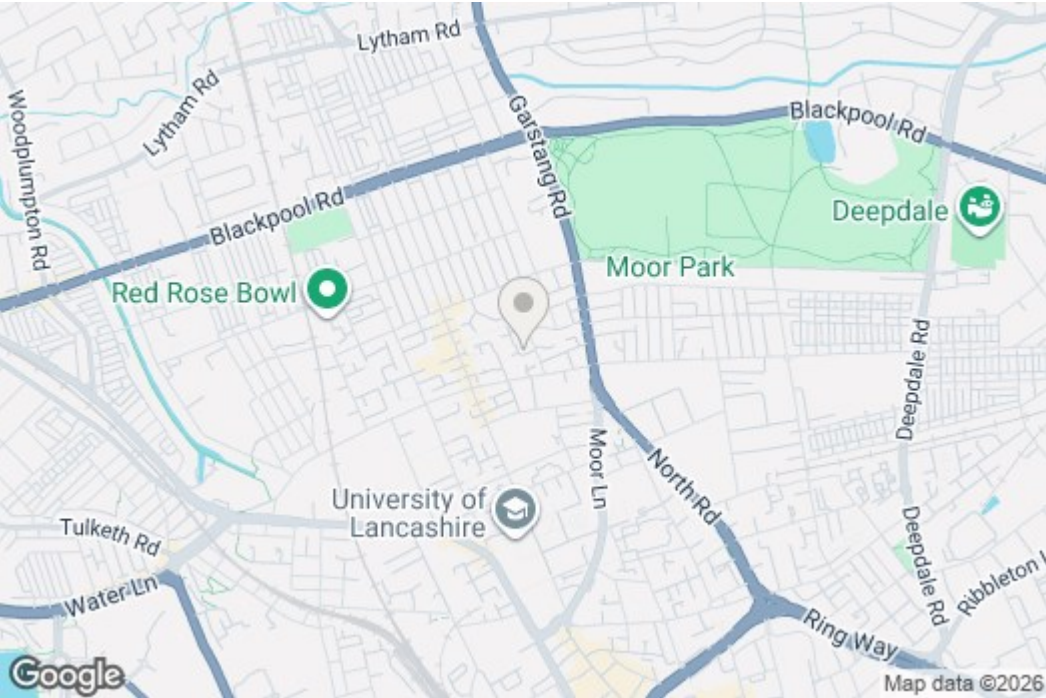 Lytham Rd
Woodplumpton Rd
Lytham Rd
Garstang Rd
Blackpool Rd
Blackpool Rd
Deepdale
Moor Park
Red Rose Bowl
Deepdale Rd
Moor Ln
North Rd
University of
Lancashire
Tulketh Rd
Water Ln
Deepdale Rd
Ribbleton
Ring Way
Google
Map data ©2026